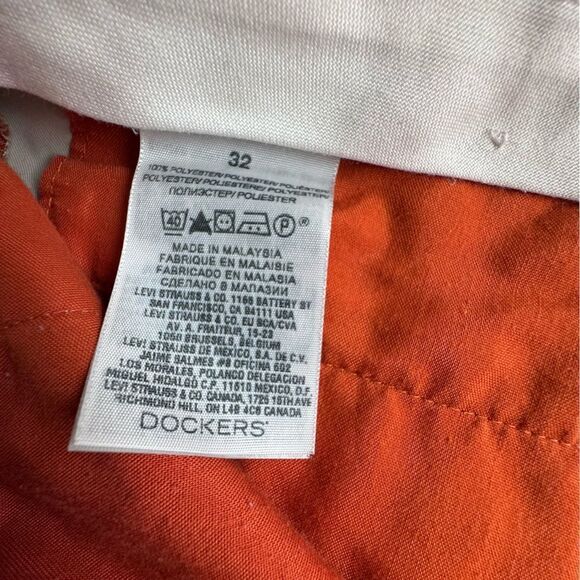 32
100% POLYESTER/ POLYESTER/ POLIÉSTER/
POLYESTER/ POLIESTERE/ POLYESTER/
ПОЛИЭСТЕР/ POLIESTER
40 P®
MADE IN MALAYSIA
FABRIQUE EN MALAISIE
FABRICADO EN MALASIA
СДЕЛАНО В МАЛАЗИИ
LEVI STRAUSS & CO. 1155 BATTERY ST
SAN FRANCISCO, CA 94111 USA
LEVI STRAUSS & CO. EU BCA/CVA
AV. A. FRAITEUR, 15-23
1050 BRUSSELS, BELGIUM
LEVI STRAUSS DE MEXICO, S.A. DE C.V.
JAIME BALMES #8 OFICINA 602
LOS MORALES, POLANCO DELEGACION
MIGUEL HIDALGO C.P. 11510 MEXICO, D.F.
LEVI STRAUSS & CO. CANADA, 1725 16TH AVE
RICHMOND HILL, ON L4B 4C6 CANADA
DOCKERS®